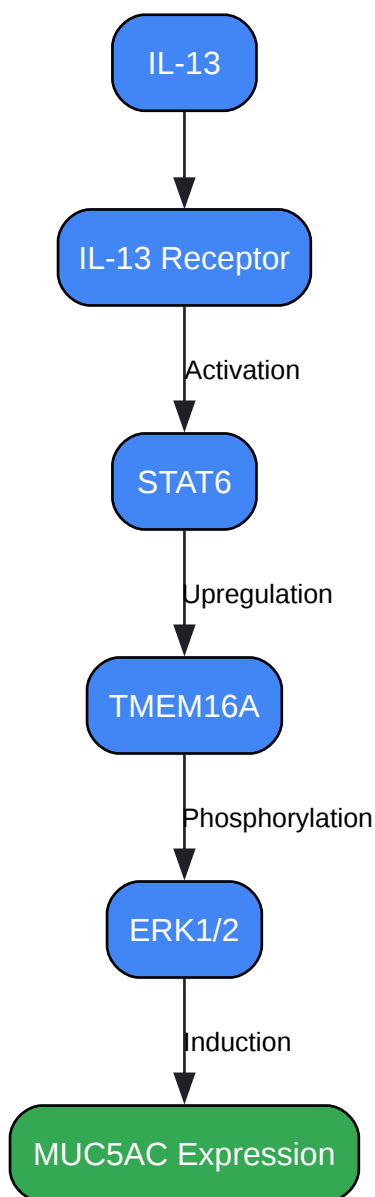 IL-13
IL-13 Receptor
Activation
STAT6
Upregulation
TMEM16A
Phosphorylation
ERK1/2
Induction
MUC5AC Expression